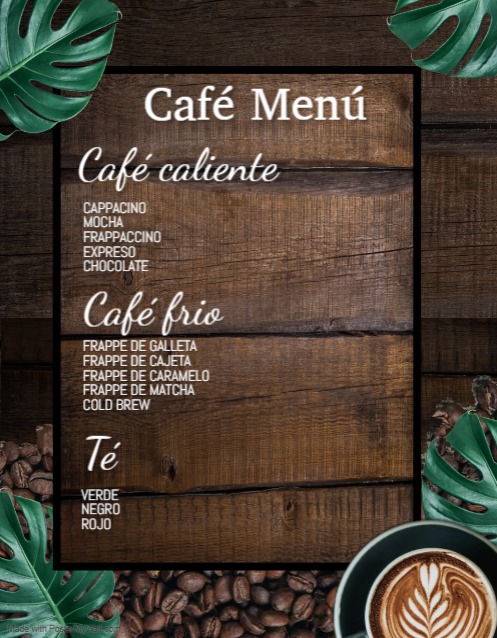 Café Menú
Café caliente
CAPPACINO
MOCHA
FRAPPACCINO
EXPRESO
CHOCOLATE
Café frio
FRAPPE DE GALLETA
FRAPPE DE CAJETA
FRAPPE DE CARAMELO
FRAPPE DE MATCHA
COLD BREW
Té
VERDE
NEGRO
ROJO
Made with PosterMyWall.com